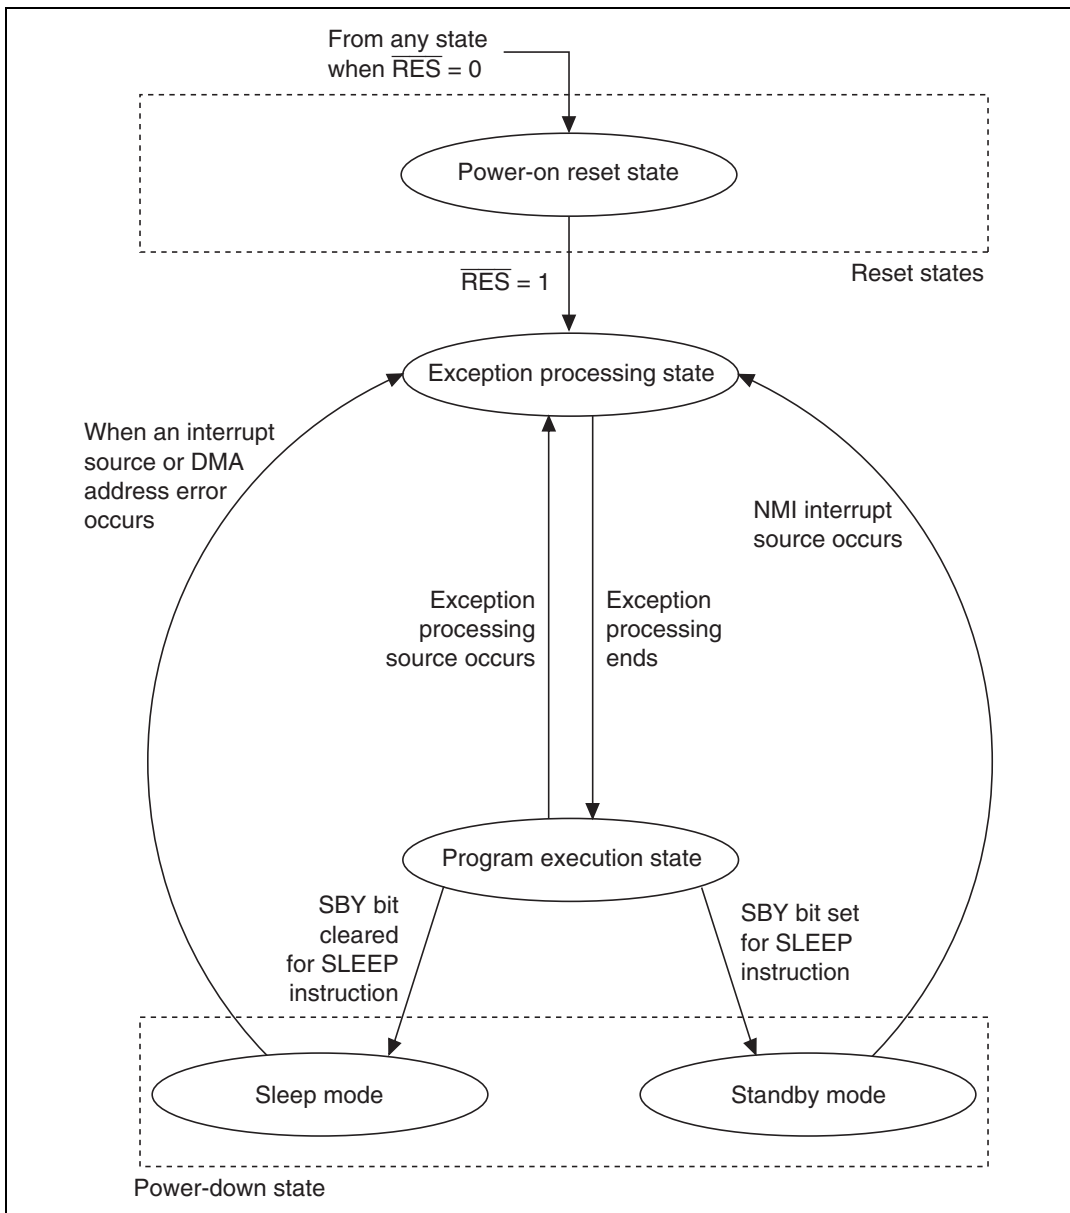 From any state
when R̅E̅S̅ = 0
Power-on reset state
Reset states
R̅E̅S̅ = 1
Exception processing state
When an interrupt
source or DMA
address error
occurs
NMI interrupt
source occurs
Exception
processing
source occurs
Exception
processing
ends
Program execution state
SBY bit
cleared
for SLEEP
instruction
SBY bit set
for SLEEP
instruction
Sleep mode
Standby mode
Power-down state